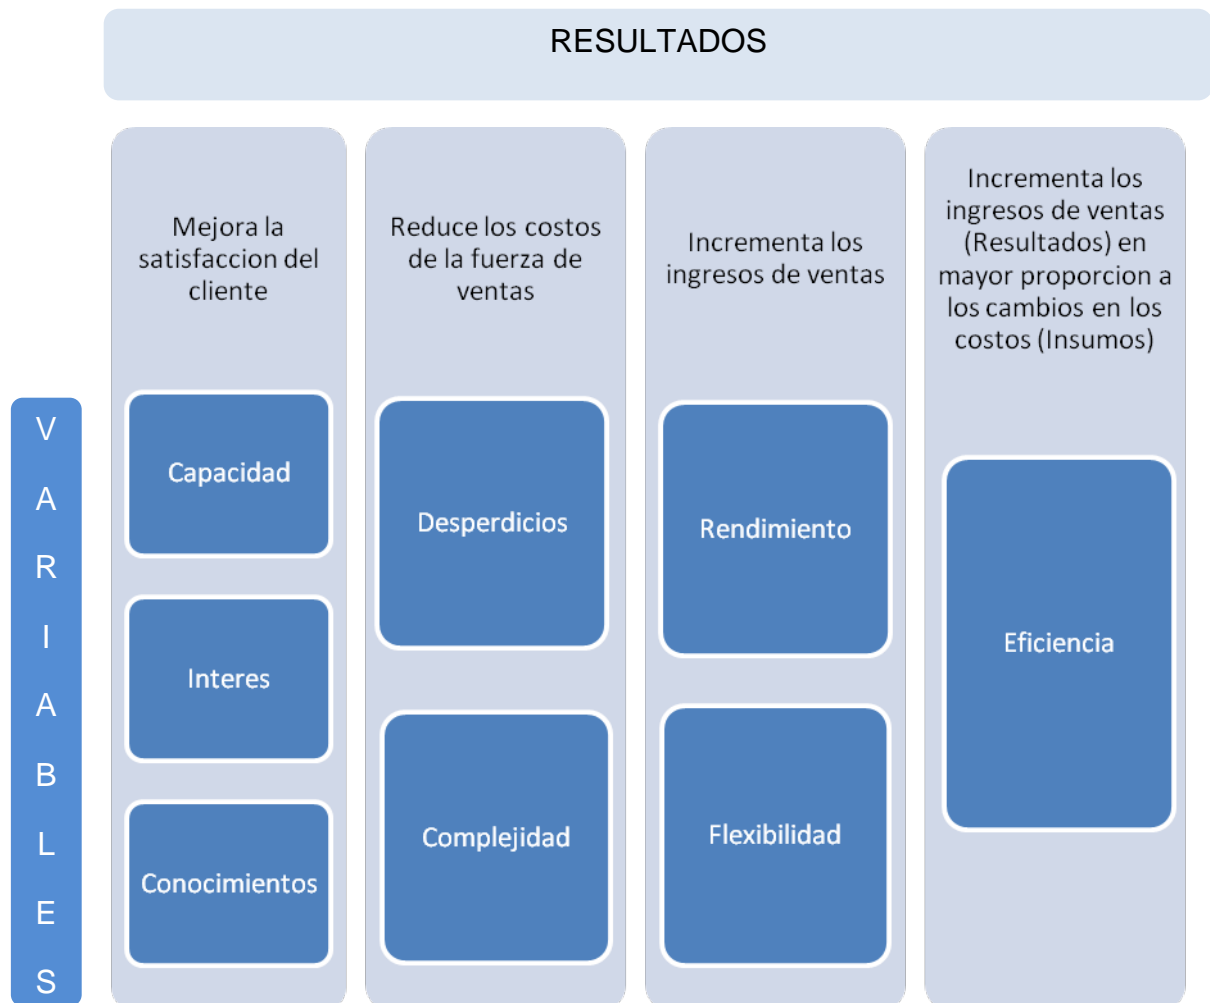 RESULTADOS
Mejora la
satisfaccion del
cliente
Reduce los costos
de la fuerza de
ventas
Incrementa los
ingresos de ventas
Incrementa los
ingresos de ventas
(Resultados) en
mayor proporcion a
los cambios en los
costos (Insumos)
V
A
R
I
A
B
L
E
S
Capacidad
Interes
Conocimientos
Desperdicios
Complejidad
Rendimiento
Flexibilidad
Eficiencia